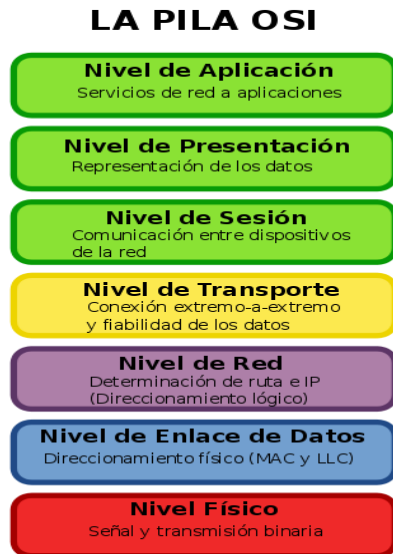 LA PILA OSI
Nivel de Aplicación
Servicios de red a aplicaciones
Nivel de Presentación
Representación de los datos
Nivel de Sesión
Comunicación entre dispositivos
de la red
Nivel de Transporte
Conexión extremo-a-extremo
y fiabilidad de los datos
Nivel de Red
Determinación de ruta e IP
(Direccionamiento lógico)
Nivel de Enlace de Datos
Direccionamiento físico (MAC y LLC)
Nivel Físico
Señal y transmisión binaria